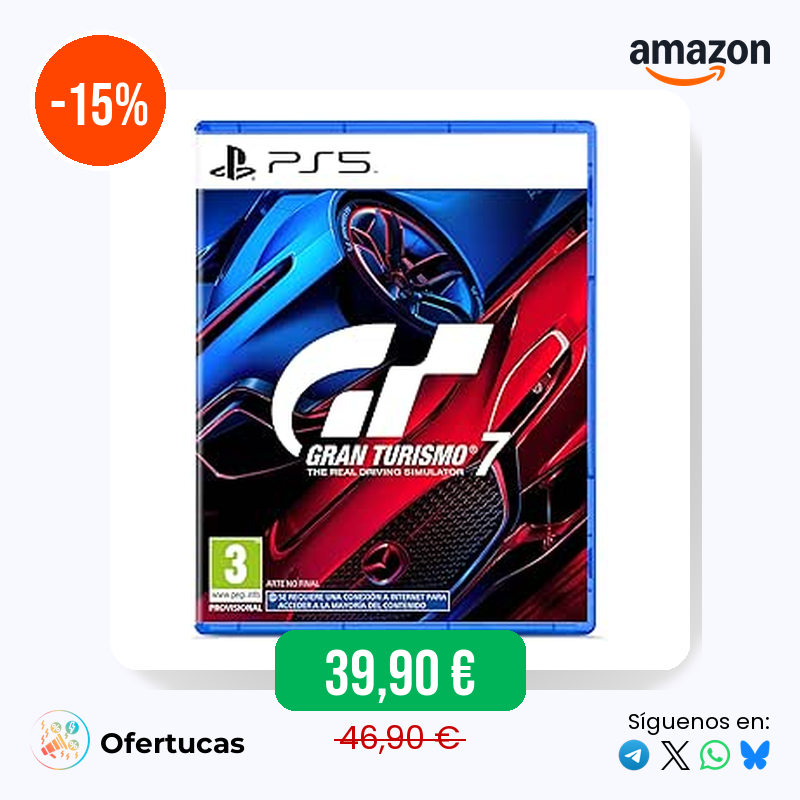 -15%
amazon
PS5
GRAN TURISMO® 7
THE REAL DRIVING SIMULATOR
3
www.pegi.info
PROVISIONAL
ARTE NO FINAL
SE REQUIERE UNA CONEXIÓN A INTERNET PARA
ACCEDER A LA MAYORÍA DEL CONTENIDO
39,90 €
46,90 €
Ofertucas
Síguenos en: